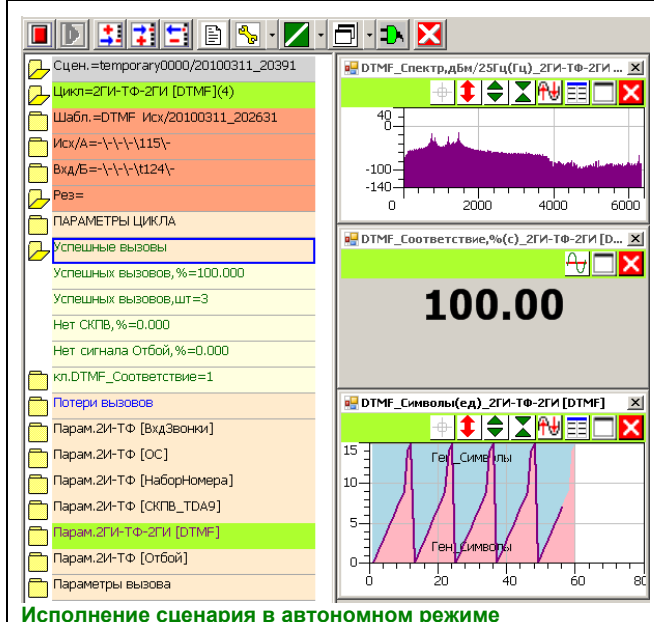 Сцен.=temporary0000/20100311_20391
Цикл=2ГИ-ТФ-2ГИ [DTMF](4)
Шабл.=DTMF Исх/20100311_202631
Исх/А=-\-\-\-\115\-
Вхд/Б=-\-\-\-\t124\-
Рез=
ПАРАМЕТРЫ ЦИКЛА
Успешные вызовы
Успешных вызовов,%=100.000
Успешных вызовов,шт=3
Нет СКПВ,%=0.000
Нет сигнала Отбой,%=0.000
кл.DTMF_Соответствие=1
Потери вызовов
Парам.2И-ТФ [ВхдЗвонки]
Парам.2И-ТФ [ОС]
Парам.2И-ТФ [НаборНомера]
Парам.2И-ТФ [СКПВ_TDA9]
Парам.2ГИ-ТФ-2ГИ [DTMF]
Парам.2И-ТФ [Отбой]
Параметры вызова
DTMF_Спектр,дБм/25Гц(Гц)_2ГИ-ТФ-2ГИ ...
40
0
-100
-140
0 2000 4000 6000
DTMF_Соответствие,%(с)_2ГИ-ТФ-2ГИ [D...
100.00
DTMF_Символы(ед)_2ГИ-ТФ-2ГИ [DTMF]
15
Ген_Символы
10
5
Ген_Символы
0
0 20 40 60 80
Исполнение сценария в автономном режиме